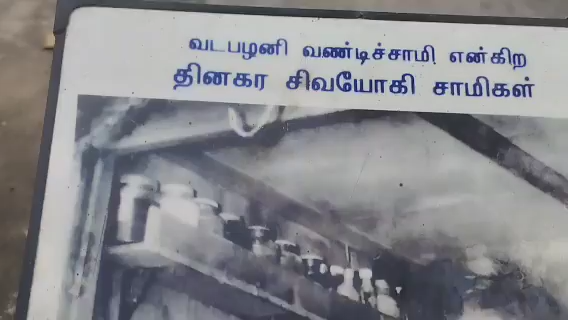 வடபழனி வண்டிச்சாமி என்கிற
தினகர சிவயோகி சாமிகள்